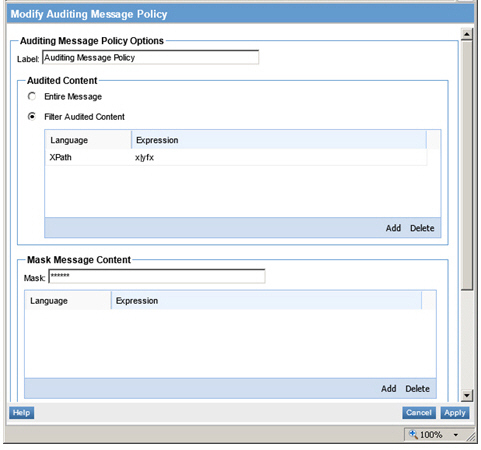 Modify Auditing Message Policy
Auditing Message Policy Options
Label: Auditing Message Policy
Audited Content
Entire Message
Filter Audited Content
Language Expression
XPath x|yfx
Add Delete
Mask Message Content
Mask: ******
Language Expression
Add Delete
Help Cancel Apply
100%